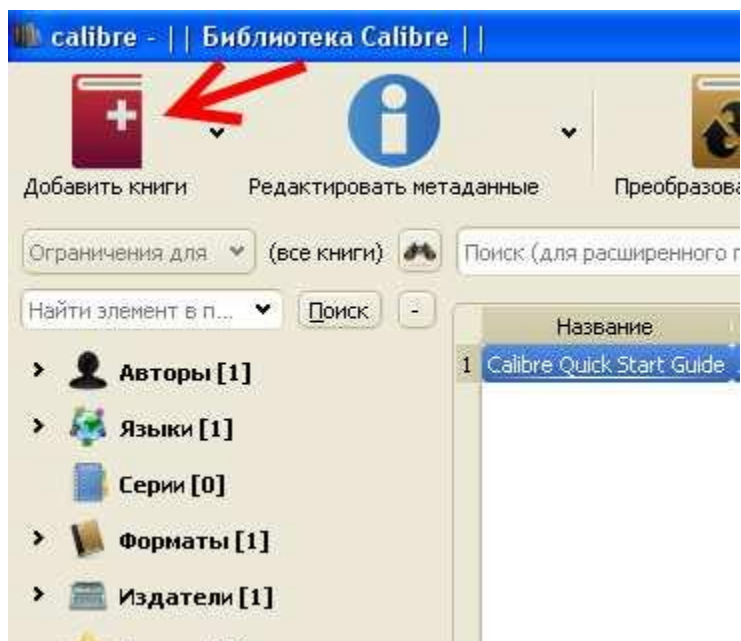 calibre - || Библиотека Calibre ||
Добавить книги Редактировать метаданные
Ограничения для (все книги) Поиск (для расширенного
Найти элемент в п... Поиск -
Название
1 Calibre Quick Start Guide
Авторы [1]
Языки [1]
Серии [0]
Форматы [1]
Издатели [1]